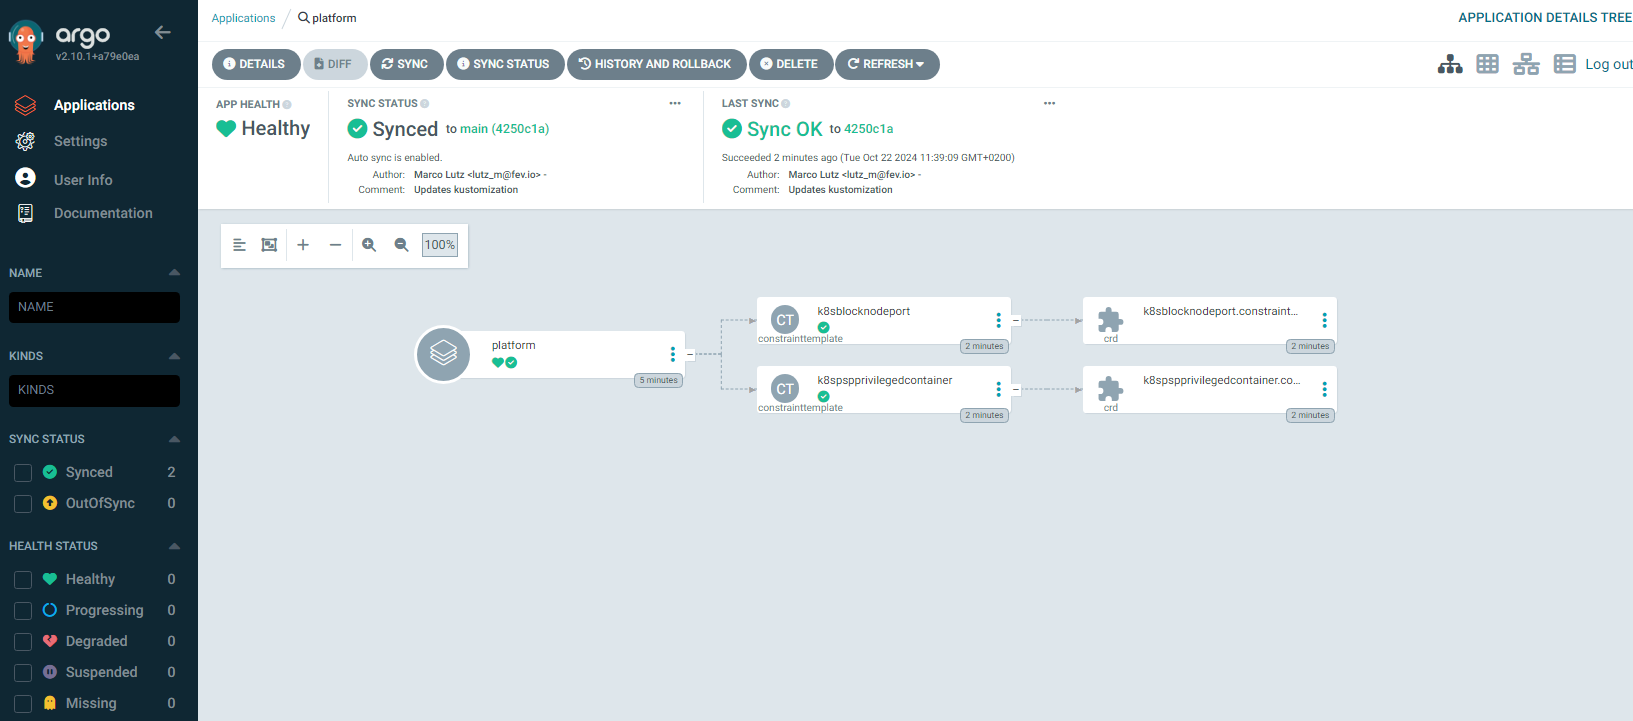 argo
v2.10.1+a79e0ea
Applications
Settings
User Info
Documentation
NAME
NAME
KINDS
KINDS
SYNC STATUS
Synced 2
OutOfSync 0
HEALTH STATUS
Healthy 0
Progressing 0
Degraded 0
Suspended 0
Missing 0
Applications / platform
APPLICATION DETAILS TREE
DETAILS DIFF SYNC SYNC STATUS HISTORY AND ROLLBACK DELETE REFRESH
Log out
APP HEALTH
Healthy
SYNC STATUS
Synced to main (4250c1a)
Auto sync is enabled.
Author: Marco Lutz <lutz_m@fev.io> -
Comment: Updates kustomization
LAST SYNC
Sync OK to 4250c1a
Succeeded 2 minutes ago (Tue Oct 22 2024 11:39:09 GMT+0200)
Author: Marco Lutz <lutz_m@fev.io> -
Comment: Updates kustomization
100%
platform
5 minutes
CT
k8sblocknodeport
constrainttemplate
2 minutes
k8sblocknodeport.constraint...
crd
2 minutes
CT
k8spspprivilegedcontainer
constrainttemplate
2 minutes
k8spspprivilegedcontainer.co...
crd
2 minutes